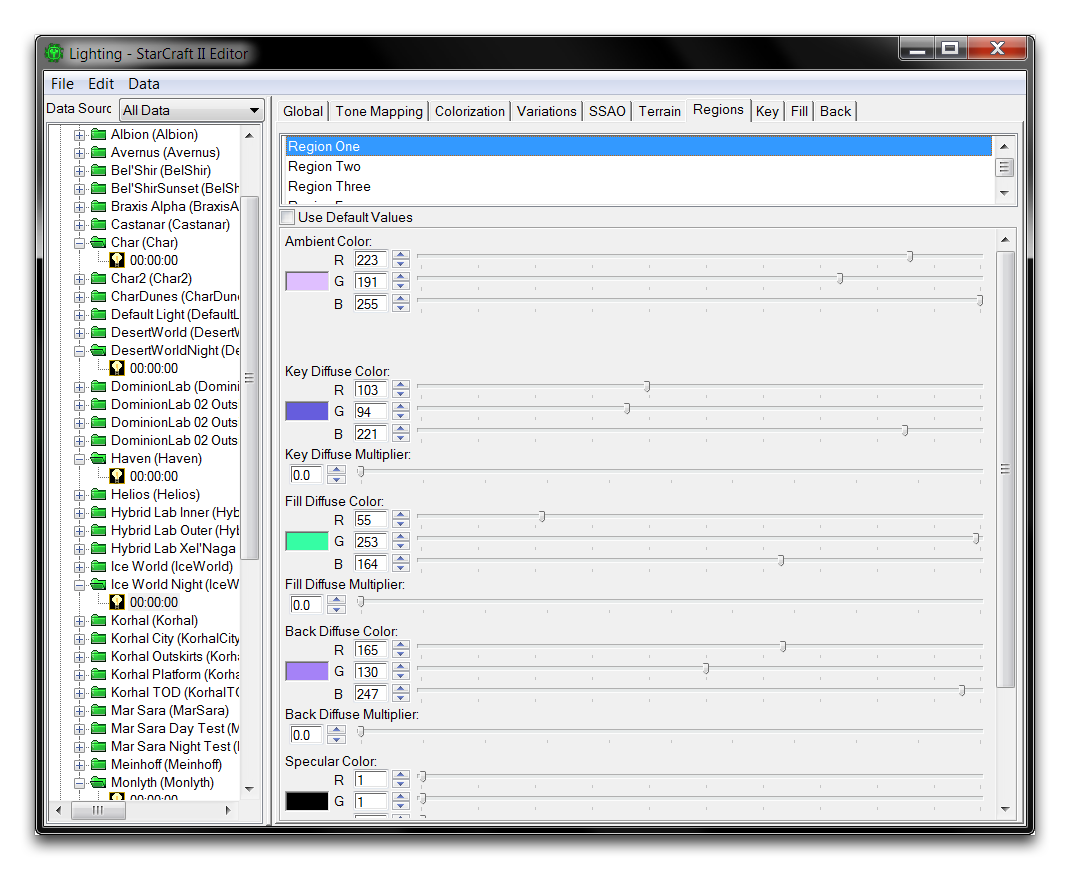 Lighting - StarCraft II Editor
File Edit Data
Data Sourc All Data
Albion (Albion)
Avernus (Avernus)
Bel'Shir (BelShir)
Bel'ShirSunset (BelSh
Braxis Alpha (BraxisA
Castanar (Castanar)
Char (Char)
00:00:00
Char2 (Char2)
CharDunes (CharDun
Default Light (DefaultL
DesertWorld (DesertW
DesertWorldNight (De
00:00:00
DominionLab (Domini
DominionLab 02 Outs
DominionLab 02 Outs
DominionLab 02 Outs
Haven (Haven)
00:00:00
Helios (Helios)
Hybrid Lab Inner (Hyb
Hybrid Lab Outer (Hyb
Hybrid Lab Xel'Naga
Ice World (IceWorld)
Ice World Night (IceW
00:00:00
Korhal (Korhal)
Korhal City (KorhalCity
Korhal Outskirts (Korh
Korhal Platform (Korha
Korhal TOD (KorhalTO
Mar Sara (MarSara)
Mar Sara Day Test (M
Mar Sara Night Test (
Meinhoff (Meinhoff)
Monlyth (Monlyth)
00:00:00
Global Tone Mapping Colorization Variations SSAO Terrain Regions Key Fill Back
Region One
Region Two
Region Three
Use Default Values
Ambient Color:
R 223
G 191
B 255
Key Diffuse Color:
R 103
G 94
B 221
Key Diffuse Multiplier:
0.0
Fill Diffuse Color:
R 55
G 253
B 164
Fill Diffuse Multiplier:
0.0
Back Diffuse Color:
R 165
G 130
B 247
Back Diffuse Multiplier:
0.0
Specular Color:
R 1
G 1